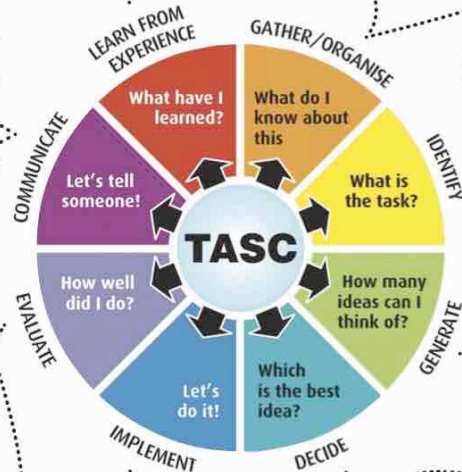 GATHER/ORGANISE
What do I
know about
this
IDENTIFY
What is
the task?
GENERATE
How many
ideas can I
think of?
DECIDE
Which
is the best
idea?
IMPLEMENT
Let's
do it!
EVALUATE
How well
did I do?
COMMUNICATE
Let's tell
someone!
LEARN FROM
EXPERIENCE
What have I
learned?
TASC